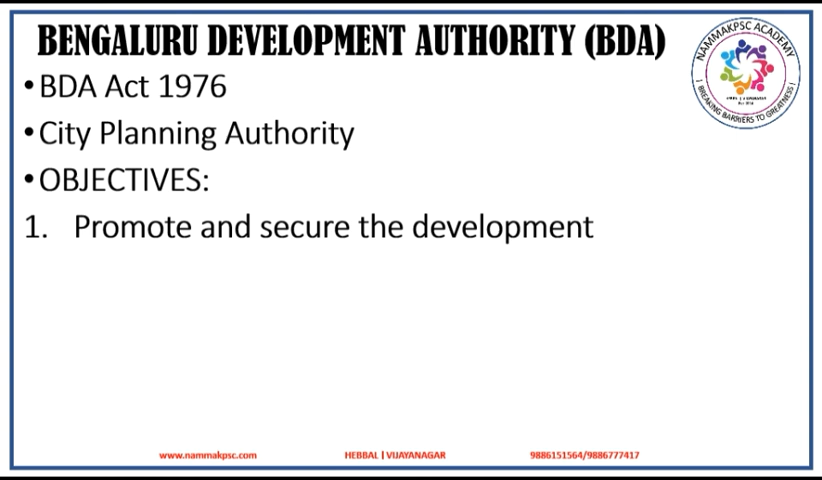 BENGALURU DEVELOPMENT AUTHORITY (BDA)
NAMMAKPSC ACADEMY
! BREAKING BARRIERS TO GREATNESS !
• BDA Act 1976
• City Planning Authority
• OBJECTIVES:
1. Promote and secure the development
www.nammakpsc.com HEBBAL | VIJAYANAGAR 9886151564/9886777417